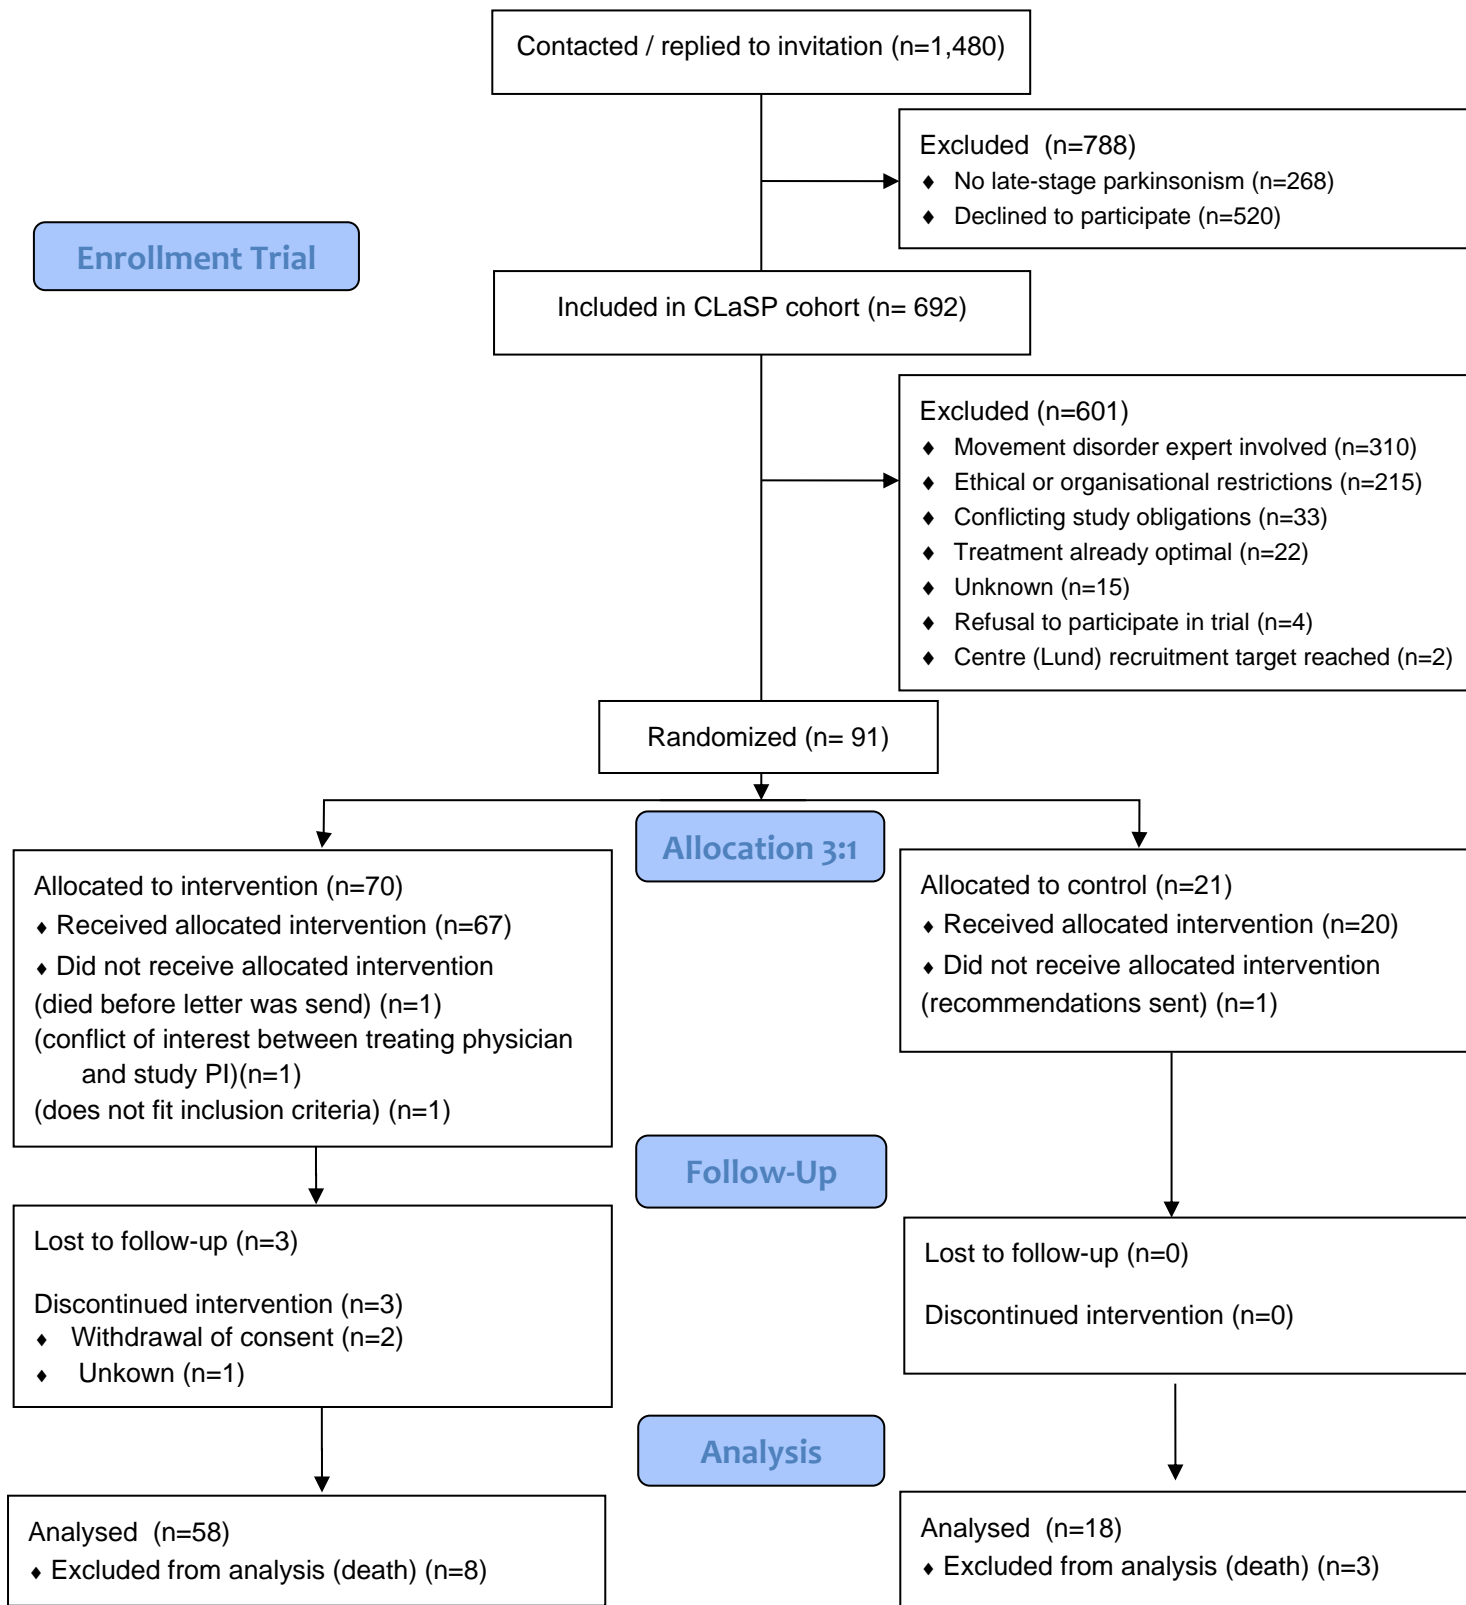 Contacted / replied to invitation (n=1,480)
Excluded (n=788)
♦ No late-stage parkinsonism (n=268)
♦ Declined to participate (n=520)
Enrollment Trial
Included in CLaSP cohort (n= 692)
Excluded (n=601)
♦ Movement disorder expert involved (n=310)
♦ Ethical or organisational restrictions (n=215)
♦ Conflicting study obligations (n=33)
♦ Treatment already optimal (n=22)
♦ Unknown (n=15)
♦ Refusal to participate in trial (n=4)
♦ Centre (Lund) recruitment target reached (n=2)
Randomized (n= 91)
Allocation 3:1
Allocated to intervention (n=70)
♦ Received allocated intervention (n=67)
♦ Did not receive allocated intervention
(died before letter was send) (n=1)
(conflict of interest between treating physician
and study PI)(n=1)
(does not fit inclusion criteria) (n=1)
Allocated to control (n=21)
♦ Received allocated intervention (n=20)
♦ Did not receive allocated intervention
(recommendations sent) (n=1)
Follow-Up
Lost to follow-up (n=3)
Discontinued intervention (n=3)
♦ Withdrawal of consent (n=2)
♦ Unkown (n=1)
Lost to follow-up (n=0)
Discontinued intervention (n=0)
Analysis
Analysed (n=58)
♦ Excluded from analysis (death) (n=8)
Analysed (n=18)
♦ Excluded from analysis (death) (n=3)